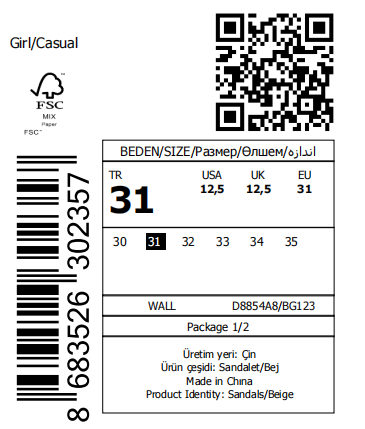 Girl/Casual
FSC
MIX
Paper
FSC™
BEDEN/SIZE/Размер/Өлшем/اندازه
TR USA UK EU
31 12,5 12,5 31
30 31 32 33 34 35
WALL D8854A8/BG123
Package 1/2
Üretim yeri: Çin
Ürün çeşidi: Sandalet/Bej
Made in Chına
Product Identity: Sandals/Beige
8 683526 302357